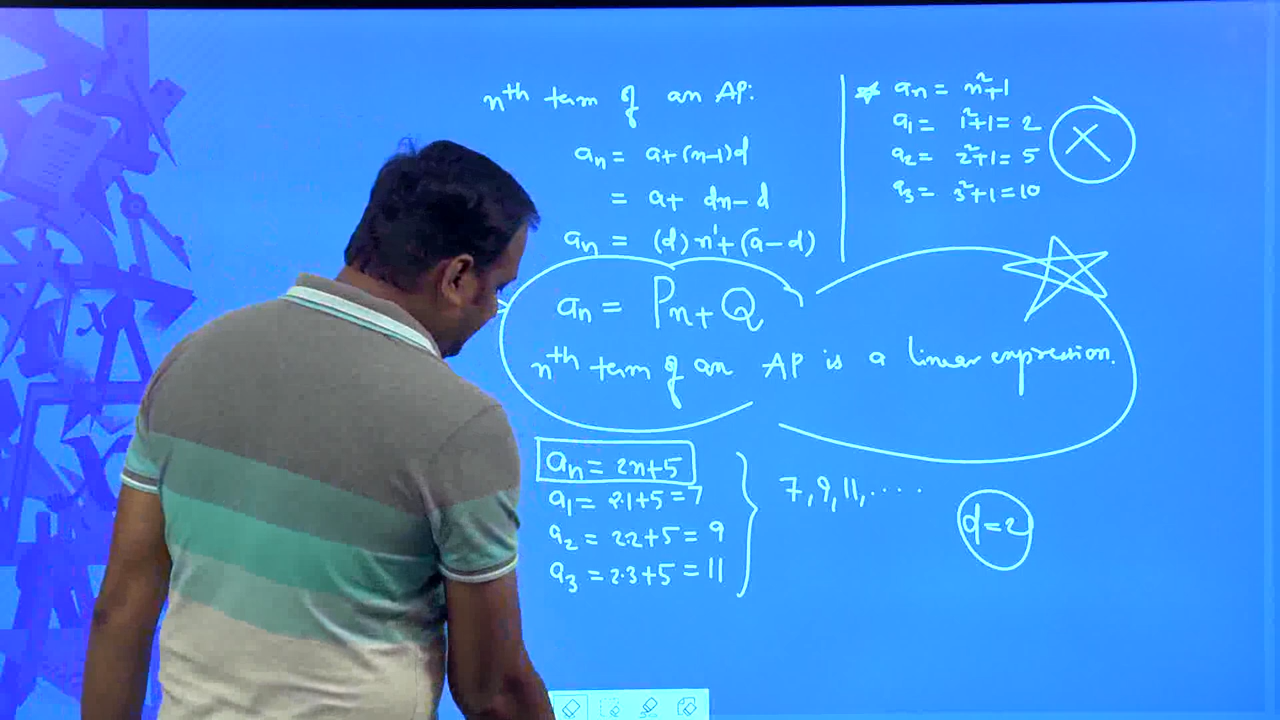 nth term of an AP:
an = a+(n-1)d
= a+ dn-d
an = (d)n¹+(a-d)
an = Pn+Q
nth term of an AP is a linear expression.
an = 2n+5
a1 = 2·1+5=7
a2 = 2·2+5= 9
a3 = 2·3+5= 11
7, 9, 11, ....
d=2
* an = n²+1
a1= 1²+1= 2
a2= 2²+1= 5
a3= 3²+1=10